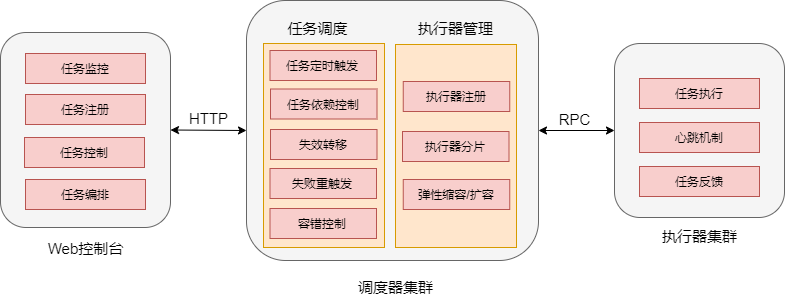 任务监控
任务注册
任务控制
任务编排
Web控制台
HTTP
任务调度
任务定时触发
任务依赖控制
失效转移
失败重触发
容错控制
执行器管理
执行器注册
执行器分片
弹性缩容/扩容
调度器集群
RPC
任务执行
心跳机制
任务反馈
执行器集群